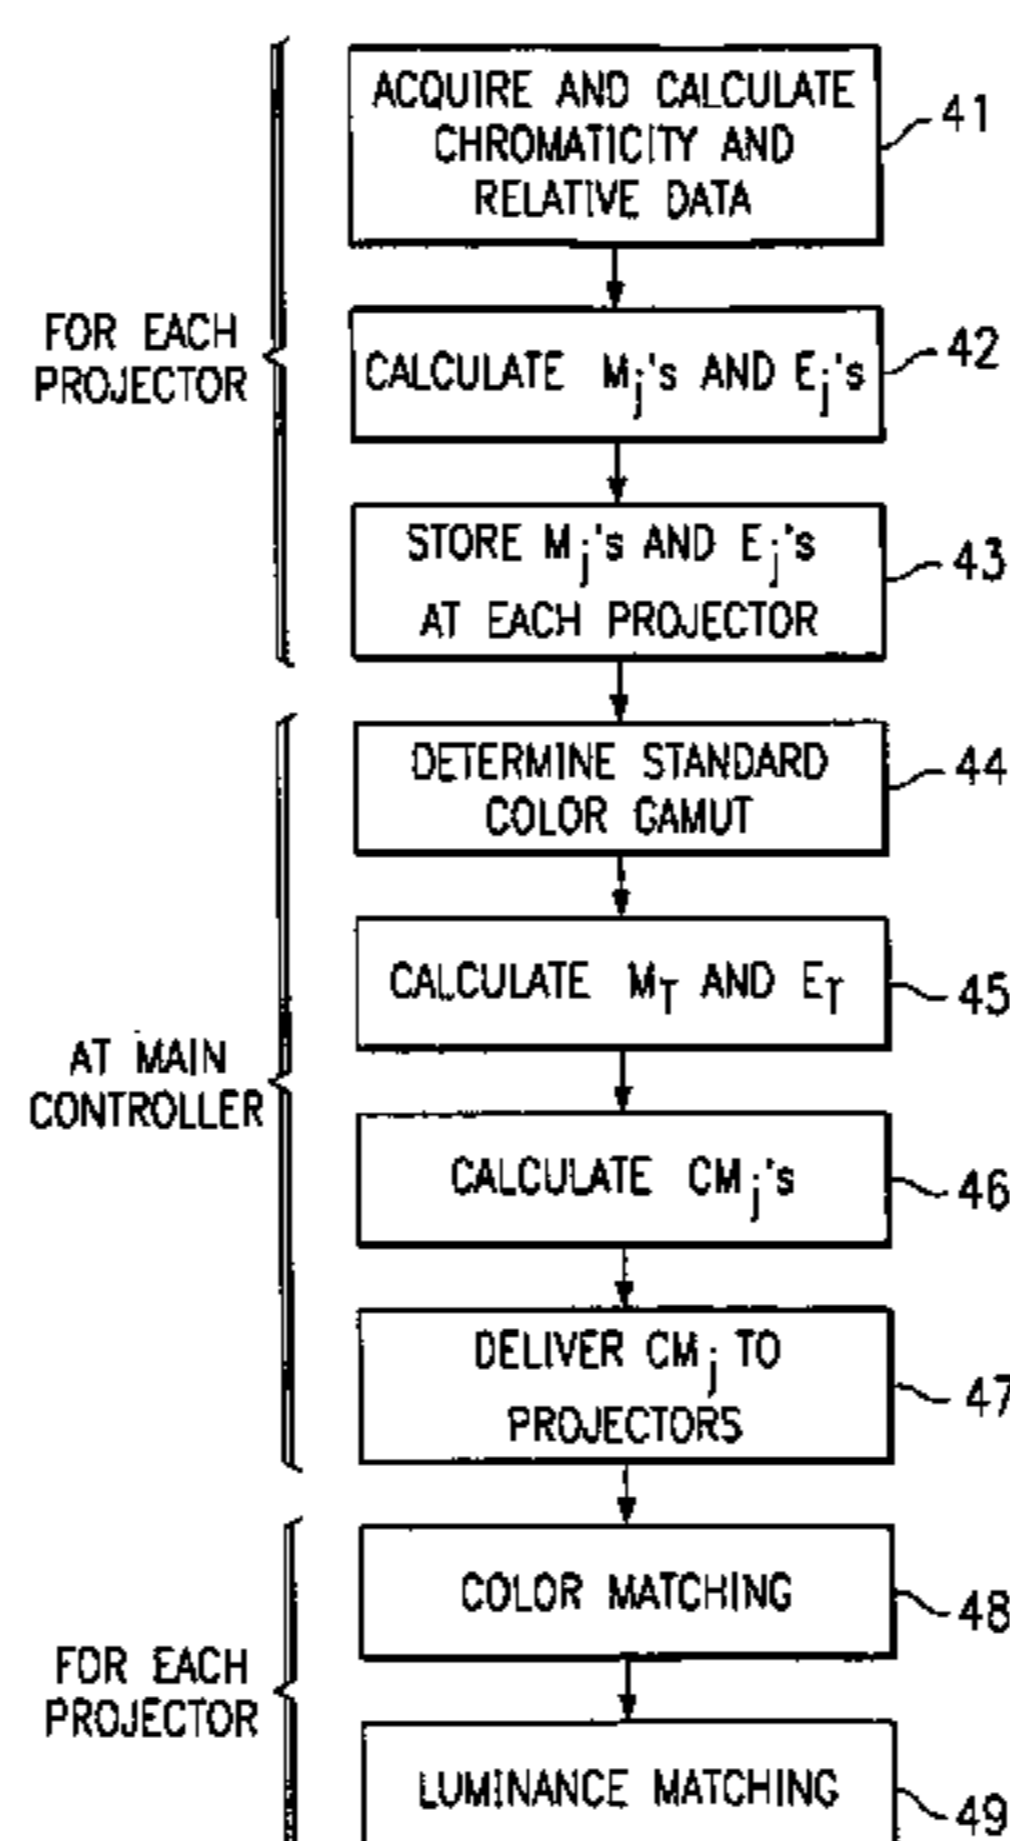 ACQUIRE AND CALCULATE
CHROMATICITY AND
RELATIVE DATA
41
FOR EACH
PROJECTOR
CALCULATE Mj's AND Ej's
42
STORE Mj's AND Ej's
AT EACH PROJECTOR
43
DETERMINE STANDARD
COLOR GAMUT
44
CALCULATE MT AND ET
45
AT MAIN
CONTROLLER
CALCULATE CMj's
46
DELIVER CMj TO
PROJECTORS
47
COLOR MATCHING
48
FOR EACH
PROJECTOR
LUMINANCE MATCHING
49